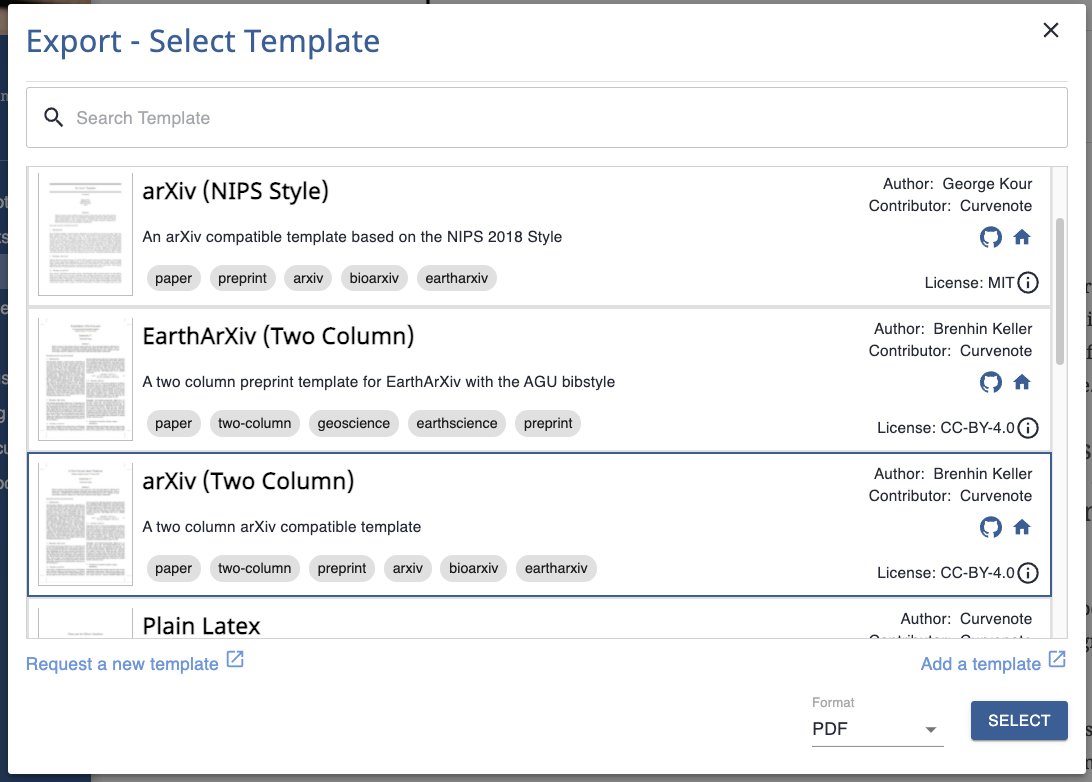 Export - Select Template
Search Template
arXiv (NIPS Style)
Author: George Kour
Contributor: Curvenote
An arXiv compatible template based on the NIPS 2018 Style
paper preprint arxiv bioarxiv eartharxiv
License: MIT
EarthArXiv (Two Column)
Author: Brenhin Keller
Contributor: Curvenote
A two column preprint template for EarthArXiv with the AGU bibstyle
paper two-column geoscience earthscience preprint
License: CC-BY-4.0
arXiv (Two Column)
Author: Brenhin Keller
Contributor: Curvenote
A two column arXiv compatible template
paper two-column preprint arxiv bioarxiv eartharxiv
License: CC-BY-4.0
Plain Latex
Author: Curvenote
Contributor: Curvenote
Request a new template
Add a template
Format
PDF
SELECT